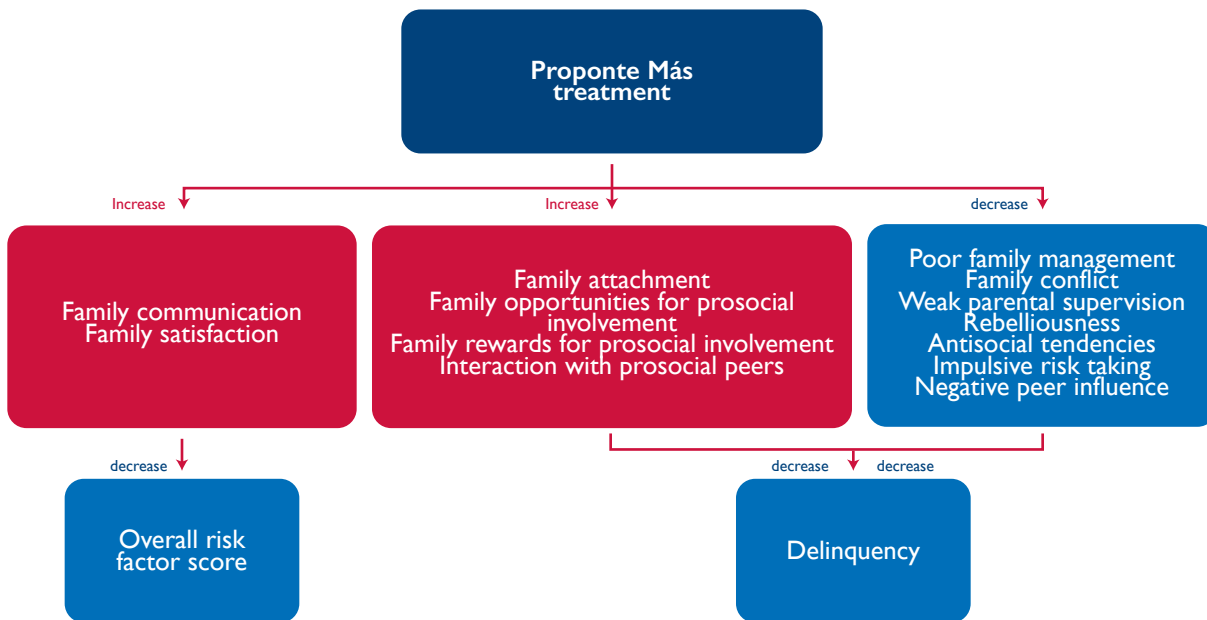 Proponte Más
treatment
Increase
Increase
decrease
Family communication
Family satisfaction
Family attachment
Family opportunities for prosocial
involvement
Family rewards for prosocial involvement
Interaction with prosocial peers
Poor family management
Family conflict
Weak parental supervision
Rebelliousness
Antisocial tendencies
Impulsive risk taking
Negative peer influence
decrease
decrease
decrease
Overall risk
factor score
Delinquency